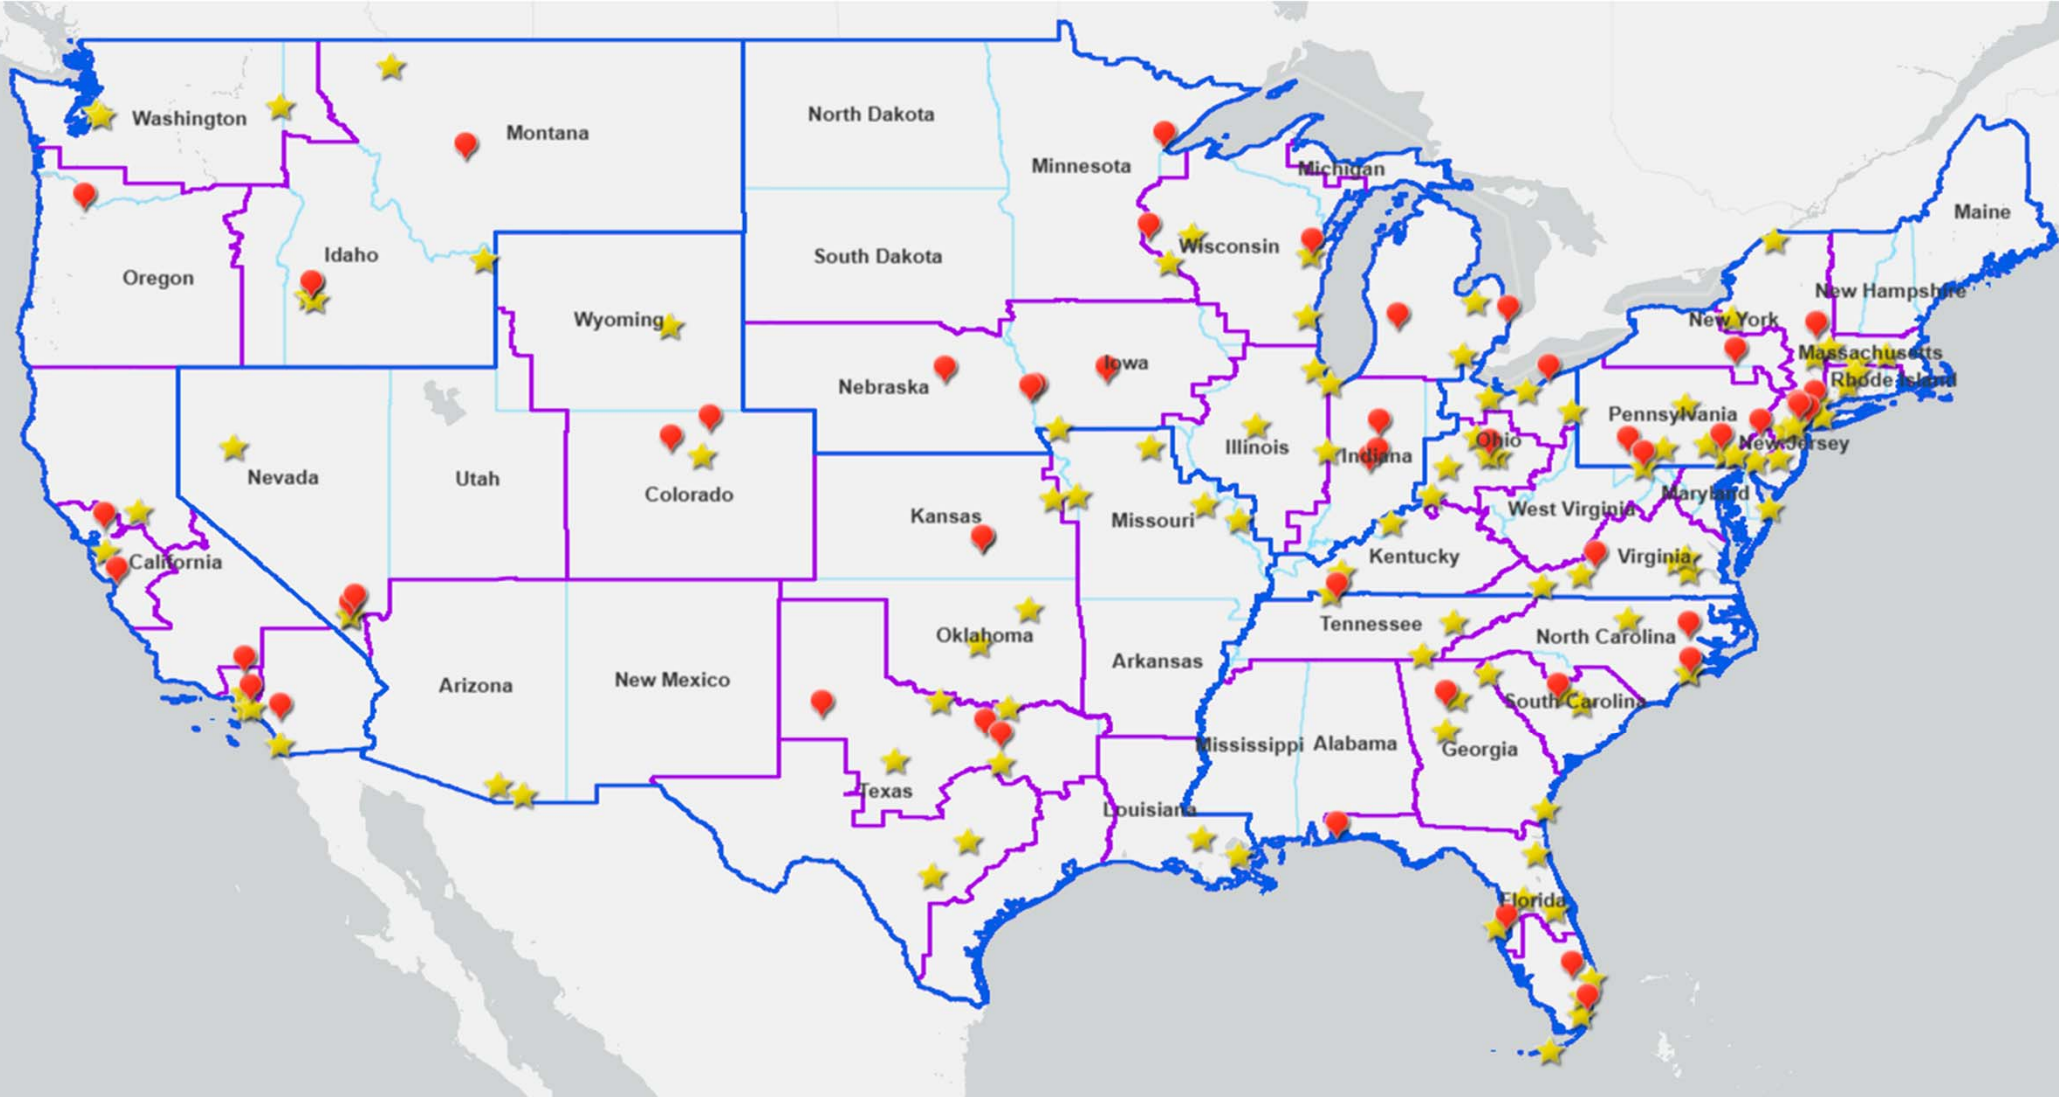 Washington
Montana
North Dakota
Minnesota
Michigan
Maine
Oregon
Idaho
South Dakota
Wisconsin
New Hampshire
Wyoming
New York
Massachusetts
Nebraska
Iowa
Rhode Island
Nevada
Utah
Colorado
Illinois
Indiana
Ohio
Pennsylvania
New Jersey
Kansas
Missouri
West Virginia
Maryland
California
Kentucky
Virginia
Oklahoma
Tennessee
North Carolina
Arizona
New Mexico
Arkansas
South Carolina
Texas
Mississippi
Alabama
Georgia
Louisiana
Florida